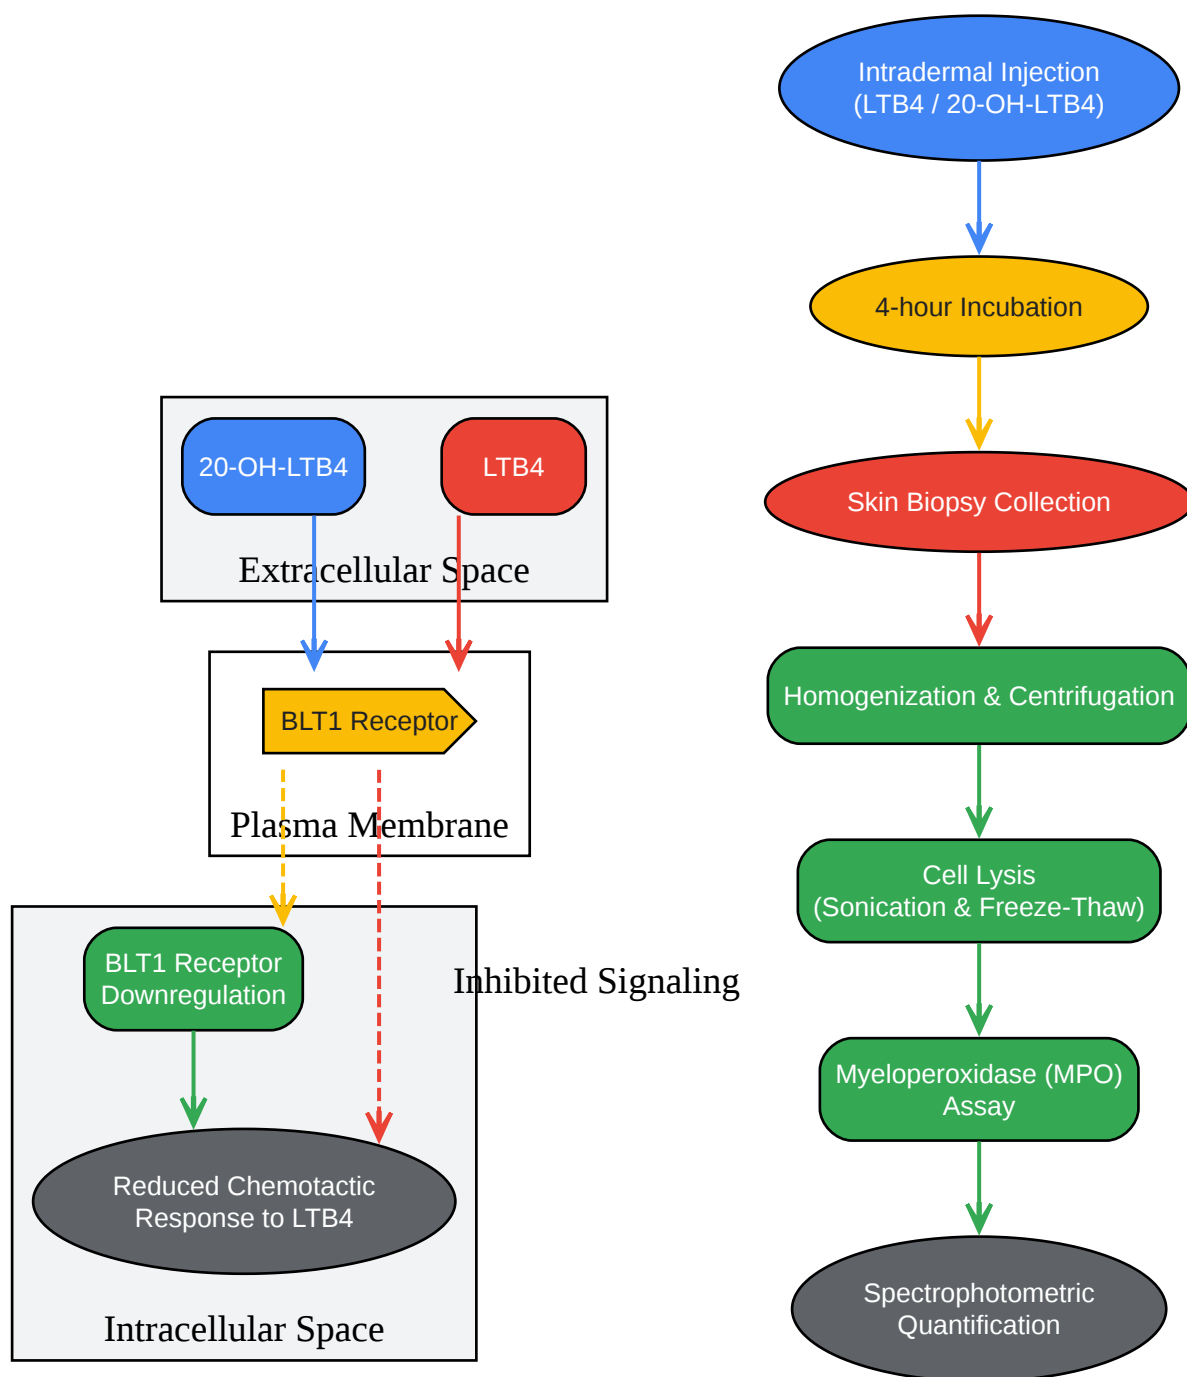 20-OH-LTB4
LTB4
Extracellular Space
BLT1 Receptor
Plasma Membrane
BLT1 Receptor
Downregulation
Inhibited Signaling
Reduced Chemotactic
Response to LTB4
Intracellular Space
Intradermal Injection
(LTB4 / 20-OH-LTB4)
4-hour Incubation
Skin Biopsy Collection
Homogenization & Centrifugation
Cell Lysis
(Sonication & Freeze-Thaw)
Myeloperoxidase (MPO)
Assay
Spectrophotometric
Quantification